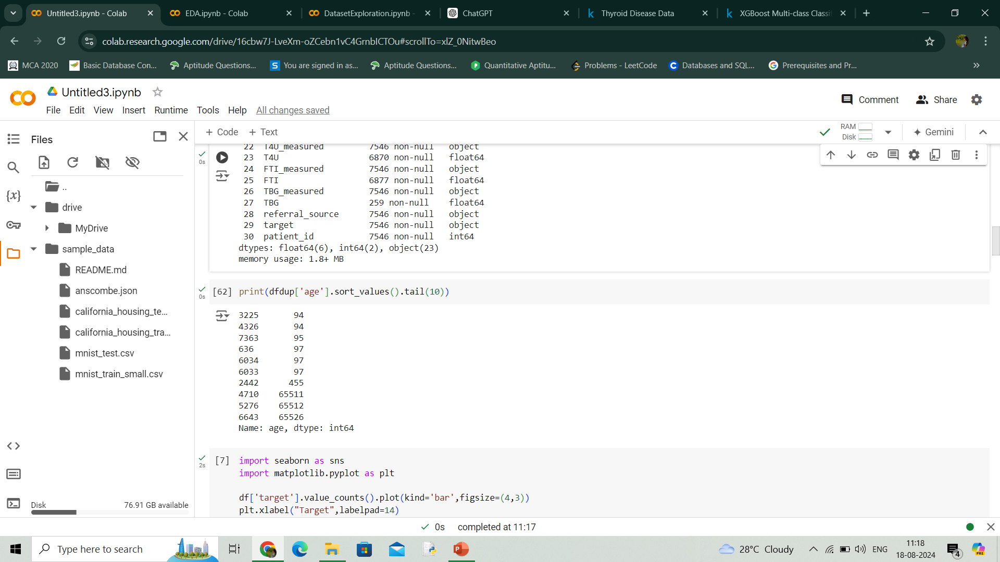 Untitled3.ipynb - Colab
EDA.ipynb - Colab
DatasetExploration.ipynb -
ChatGPT
Thyroid Disease Data
XGBoost Multi-class Classi
colab.research.google.com/drive/16cbw7J-LveXm-oZCebn1vC4GrnbICTOu#scrollTo=xlZ_0NitwBeo
MCA 2020
Basic Database Con...
Aptitude Questions...
You are signed in as...
Aptitude Questions...
Quantitative Aptitu...
Problems - LeetCode
Databases and SQL...
Prerequisites and Pr...
Untitled3.ipynb
Comment
Share
File Edit View Insert Runtime Tools Help All changes saved
Files
+ Code + Text
RAM
Disk
Gemini
..
drive
MyDrive
sample_data
README.md
anscombe.json
california_housing_te...
california_housing_tra...
mnist_test.csv
mnist_train_small.csv
Disk 76.91 GB available
0s
22 T4U_measured 7546 non-null object
23 T4U 6870 non-null float64
24 FTI_measured 7546 non-null object
25 FTI 6877 non-null float64
26 TBG_measured 7546 non-null object
27 TBG 259 non-null float64
28 referral_source 7546 non-null object
29 target 7546 non-null object
30 patient_id 7546 non-null int64
dtypes: float64(6), int64(2), object(23)
memory usage: 1.8+ MB
0s
[62] print(dfdup['age'].sort_values().tail(10))
3225 94
4326 94
7363 95
636 97
6034 97
6033 97
2442 455
4710 65511
5276 65512
6643 65526
Name: age, dtype: int64
2s
[7] import seaborn as sns
import matplotlib.pyplot as plt
df['target'].value_counts().plot(kind='bar',figsize=(4,3))
plt.xlabel("Target",labelpad=14)
0s completed at 11:17
Type here to search
28°C Cloudy
ENG
11:18
18-08-2024
4
PRE